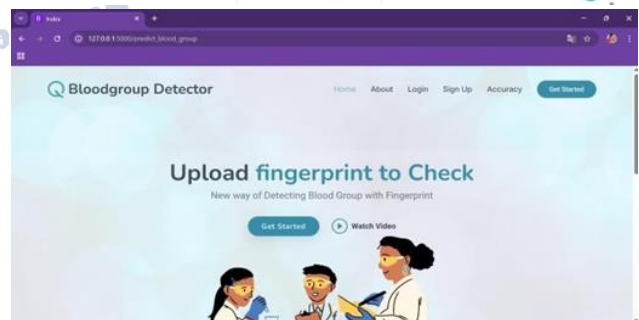 Index
127.0.0.1:5000/predict_blood_group
Bloodgroup Detector
Home About Login Sign Up Accuracy Get Started
Upload fingerprint to Check
New way of Detecting Blood Group with Fingerprint
Get Started Watch Video